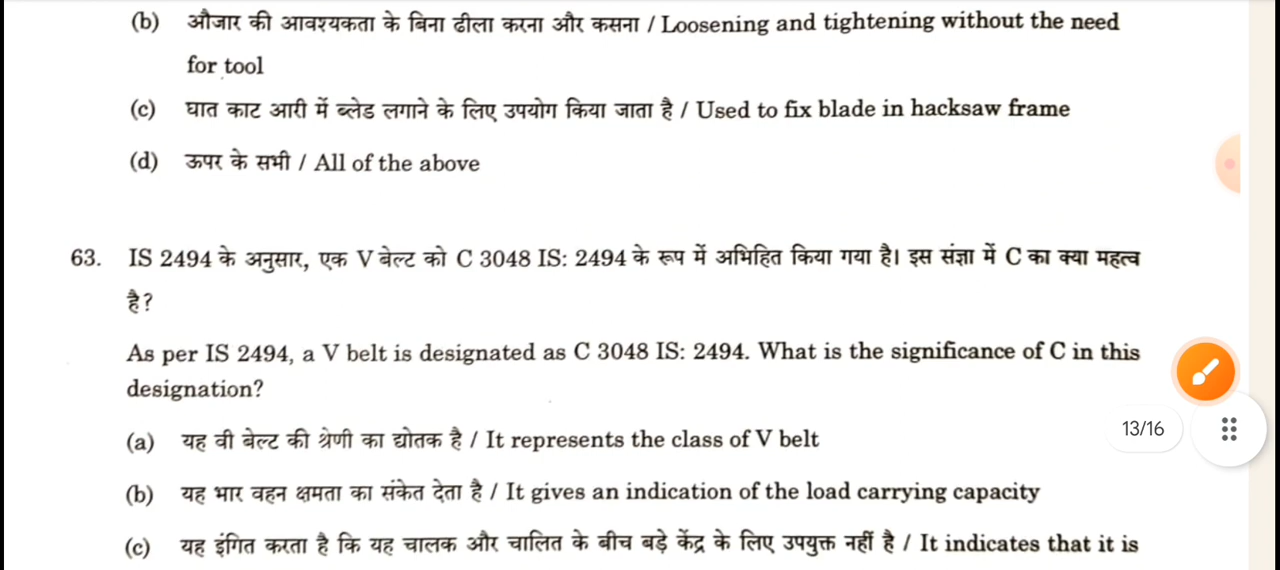 (b) औजार की आवश्यकता के बिना ढीला करना और कसना / Loosening and tightening without the need
for tool
(c) घात काट आरी में ब्लेड लगाने के लिए उपयोग किया जाता है / Used to fix blade in hacksaw frame
(d) ऊपर के सभी / All of the above
63. IS 2494 के अनुसार, एक V बेल्ट को C 3048 IS: 2494 के रूप में अभिहित किया गया है। इस संज्ञा में C का क्या महत्व
है?
As per IS 2494, a V belt is designated as C 3048 IS: 2494. What is the significance of C in this
designation?
(a) यह वी बेल्ट की श्रेणी का द्योतक है / It represents the class of V belt
13/16
(b) यह भार वहन क्षमता का संकेत देता है / It gives an indication of the load carrying capacity
(c) यह इंगित करता है कि यह चालक और चालित के बीच बड़े केंद्र के लिए उपयुक्त नहीं है / It indicates that it is